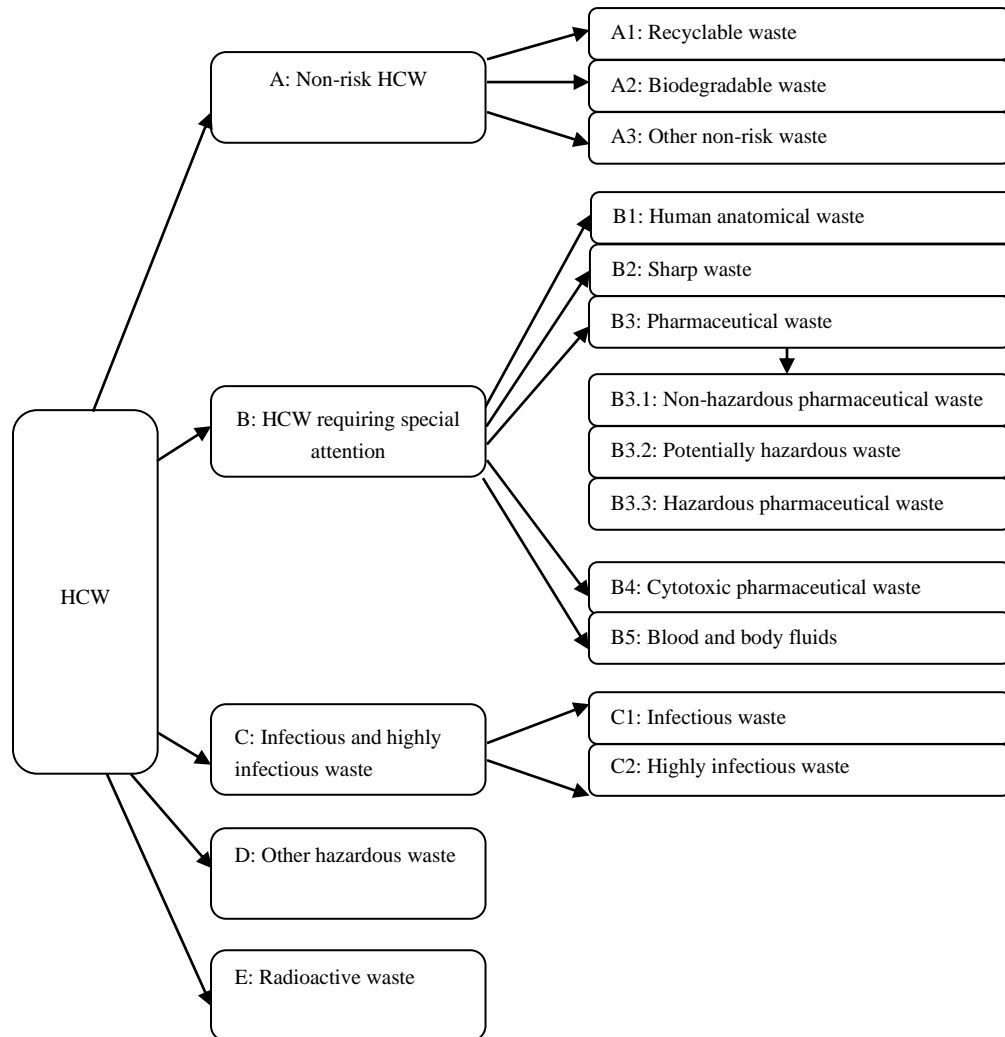 HCW
A: Non-risk HCW
A1: Recyclable waste
A2: Biodegradable waste
A3: Other non-risk waste
B: HCW requiring special
attention
B1: Human anatomical waste
B2: Sharp waste
B3: Pharmaceutical waste
B3.1: Non-hazardous pharmaceutical waste
B3.2: Potentially hazardous waste
B3.3: Hazardous pharmaceutical waste
B4: Cytotoxic pharmaceutical waste
B5: Blood and body fluids
C: Infectious and highly
infectious waste
C1: Infectious waste
C2: Highly infectious waste
D: Other hazardous waste
E: Radioactive waste